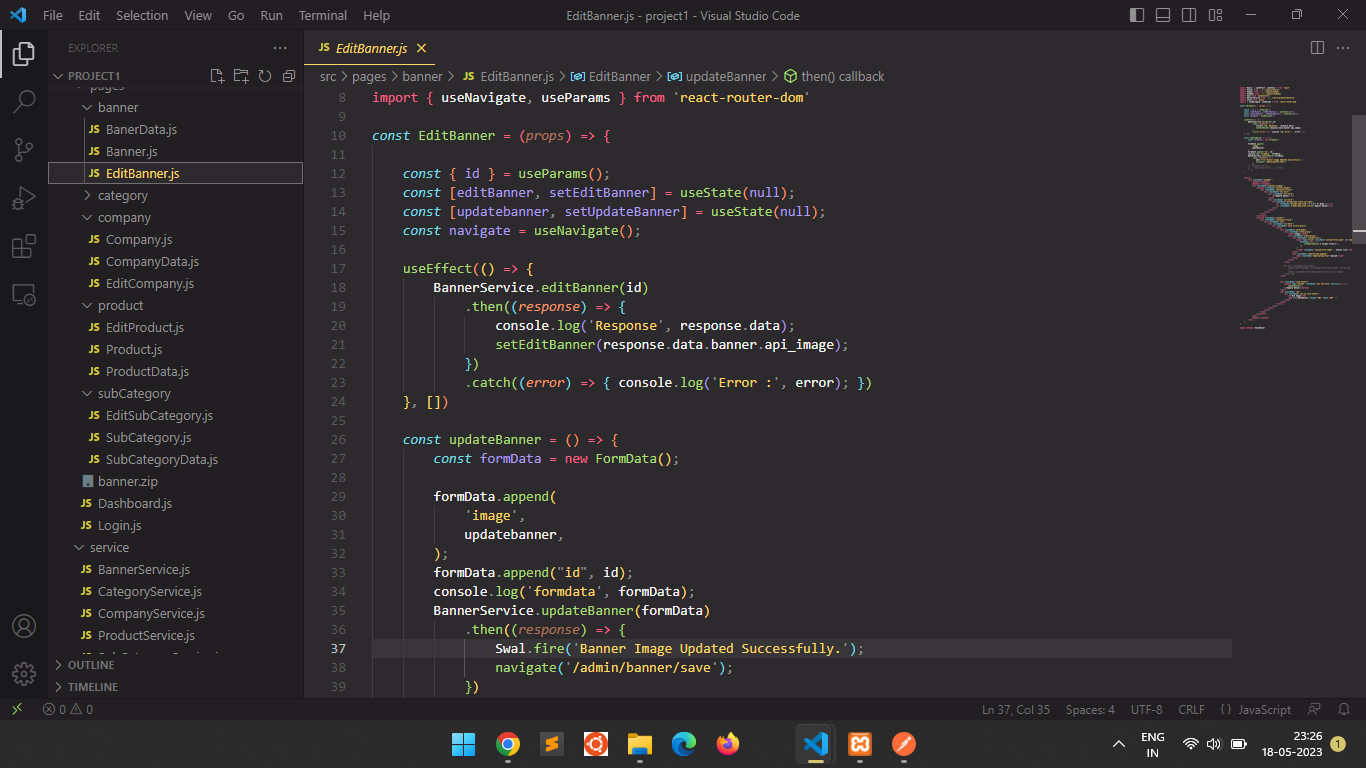 File Edit Selection View Go Run Terminal Help
EditBanner.js - project1 - Visual Studio Code
EXPLORER
PROJECT1
pages
banner
JS BanerData.js
JS Banner.js
JS EditBanner.js
category
company
JS Company.js
JS CompanyData.js
JS EditCompany.js
product
JS EditProduct.js
JS Product.js
JS ProductData.js
subCategory
JS EditSubCategory.js
JS SubCategory.js
JS SubCategoryData.js
banner.zip
JS Dashboard.js
JS Login.js
service
JS BannerService.js
JS CategoryService.js
JS CompanyService.js
JS ProductService.js
OUTLINE
TIMELINE
JS EditBanner.js
src > pages > banner > JS EditBanner.js > EditBanner > updateBanner > then() callback
8 import { useNavigate, useParams } from 'react-router-dom'
9
10 const EditBanner = (props) => {
11
12 const { id } = useParams();
13 const [editBanner, setEditBanner] = useState(null);
14 const [updatebanner, setUpdateBanner] = useState(null);
15 const navigate = useNavigate();
16
17 useEffect(() => {
18 BannerService.editBanner(id)
19 .then((response) => {
20 console.log('Response', response.data);
21 setEditBanner(response.data.banner.api_image);
22 })
23 .catch((error) => { console.log('Error :', error); })
24 }, [])
25
26 const updateBanner = () => {
27 const formData = new FormData();
28
29 formData.append(
30 'image',
31 updatebanner,
32 );
33 formData.append("id", id);
34 console.log('formdata', formData);
35 BannerService.updateBanner(formData)
36 .then((response) => {
37 Swal.fire('Banner Image Updated Successfully.');
38 navigate('/admin/banner/save');
39 })
0 0
Ln 37, Col 35 Spaces: 4 UTF-8 CRLF { } JavaScript
ENG
IN
23:26
18-05-2023
1